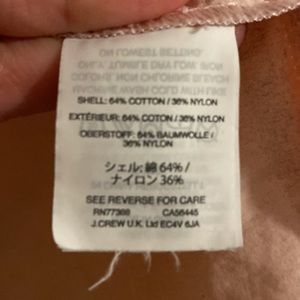 SHELL: 64% COTTON / 36% NYLON
EXTÉRIEUR: 64% COTON / 36% NYLON
OBERSTOFF: 64% BAUMWOLLE /
36% NYLON
シェル: 綿 64% /
ナイロン 36%
SEE REVERSE FOR CARE
RN77388 CA56445
J.CREW U.K. Ltd EC4V 6JA